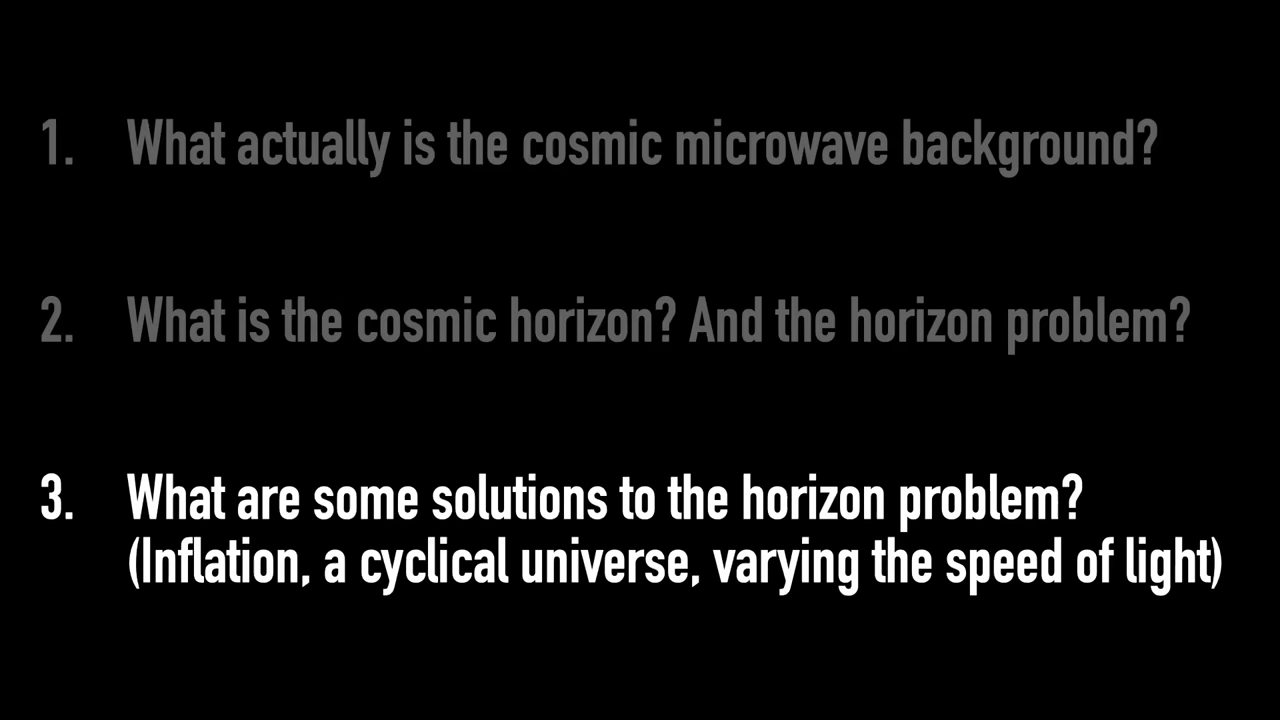 1. What actually is the cosmic microwave background?
2. What is the cosmic horizon? And the horizon problem?
3. What are some solutions to the horizon problem?
(Inflation, a cyclical universe, varying the speed of light)